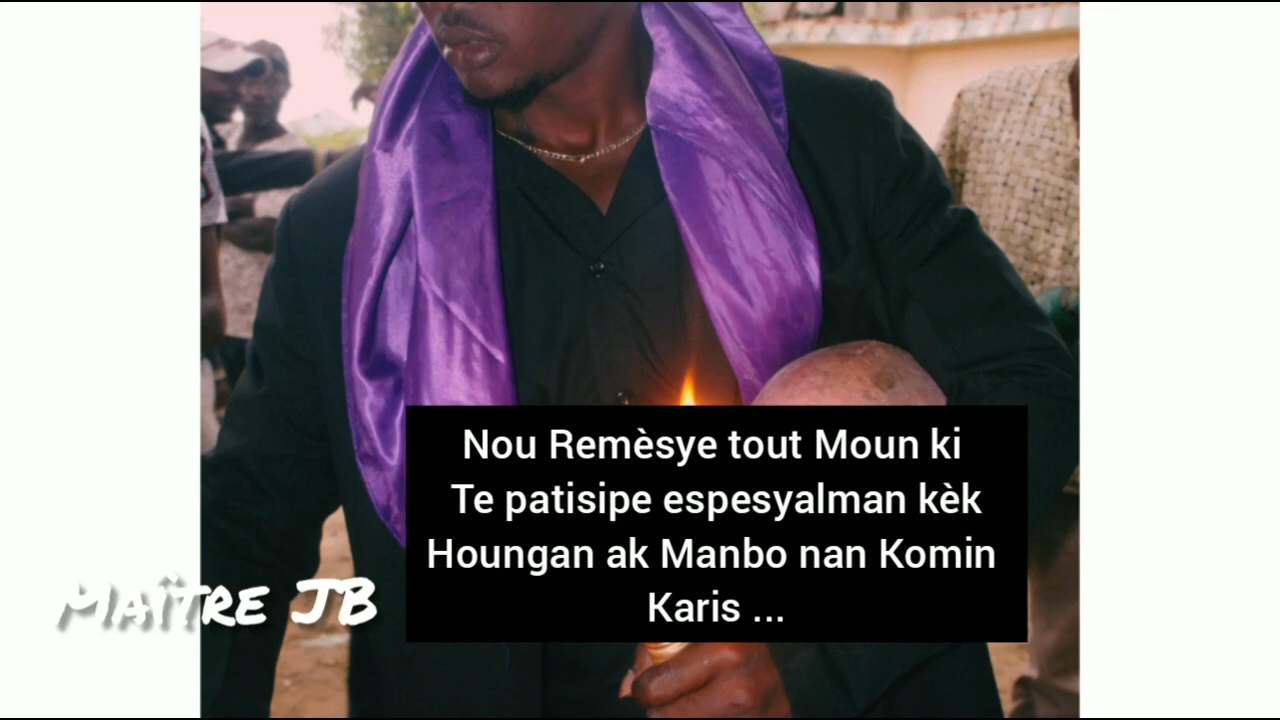 Nou Remèsye tout Moun ki
Te patisipe espesyalman kèk
Houngan ak Manbo nan Komin
Karis ...
Maître JB